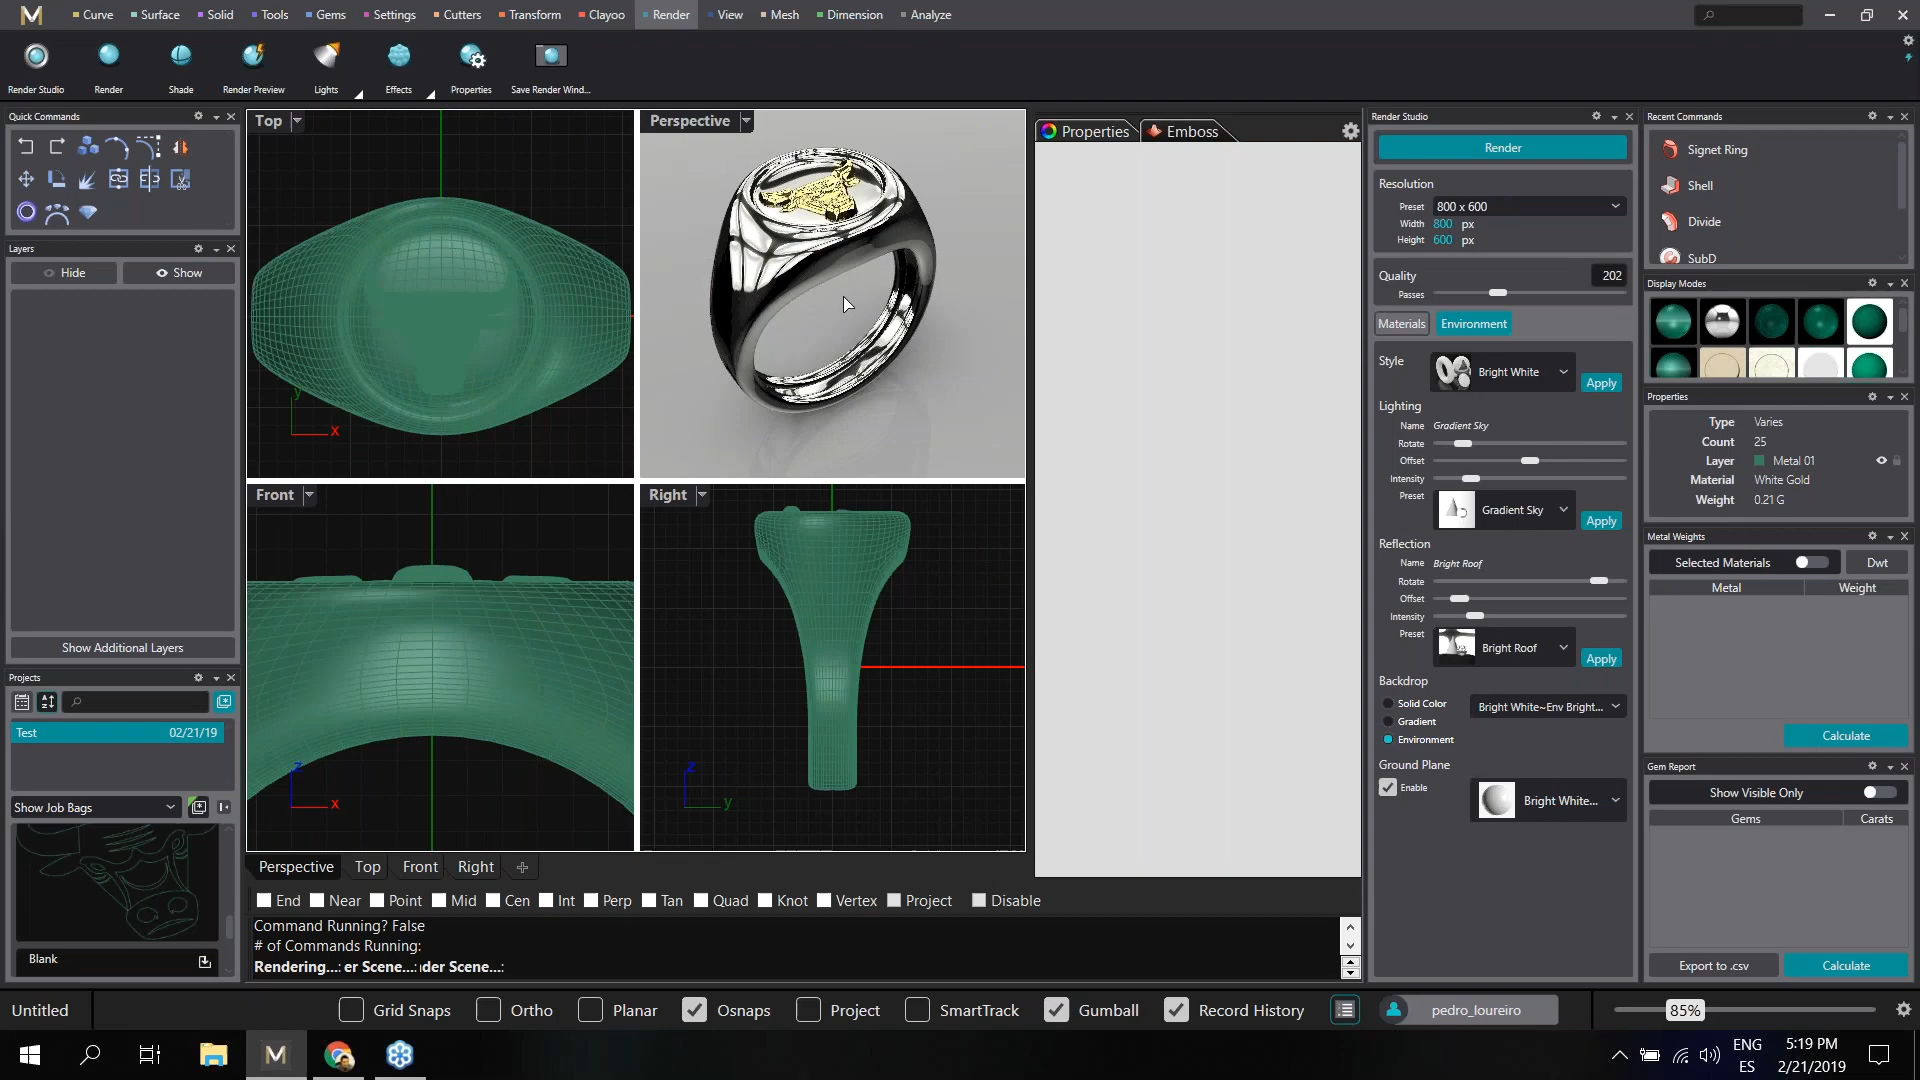 M
Curve Surface Solid Tools Gems Settings Cutters Transform Clayoo Render View Mesh Dimension Analyze
Render Studio Render Shade Render Preview Lights Effects Properties Save Render Wind...
Quick Commands
Layers
Hide Show
Show Additional Layers
Projects
Test 02/21/19
Show Job Bags
Blank
Top
y
x
Perspective
Front
z
x
Right
z
y
Properties Emboss
Perspective Top Front Right
End Near Point Mid Cen Int Perp Tan Quad Knot Vertex Project Disable
Command Running? False
# of Commands Running:
Rendering...: er Scene...:der Scene...:
Render Studio
Render
Resolution
Preset 800 x 600
Width 800 px
Height 600 px
Quality 202
Passes
Materials Environment
Style Bright White Apply
Lighting
Name Gradient Sky
Rotate
Offset
Intensity
Preset Gradient Sky Apply
Reflection
Name Bright Roof
Rotate
Offset
Intensity
Preset Bright Roof Apply
Backdrop
Solid Color
Gradient
Environment
Bright White~Env Bright...
Ground Plane
Enable
Bright White...
Recent Commands
Signet Ring
Shell
Divide
SubD
Display Modes
Properties
Type Varies
Count 25
Layer Metal 01
Material White Gold
Weight 0.21 G
Metal Weights
Selected Materials Dwt
Metal Weight
Calculate
Gem Report
Show Visible Only
Gems Carats
Export to .csv Calculate
Untitled Grid Snaps Ortho Planar Osnaps Project SmartTrack Gumball Record History pedro_loureiro 85%
M
ENG
ES
5:19 PM
2/21/2019